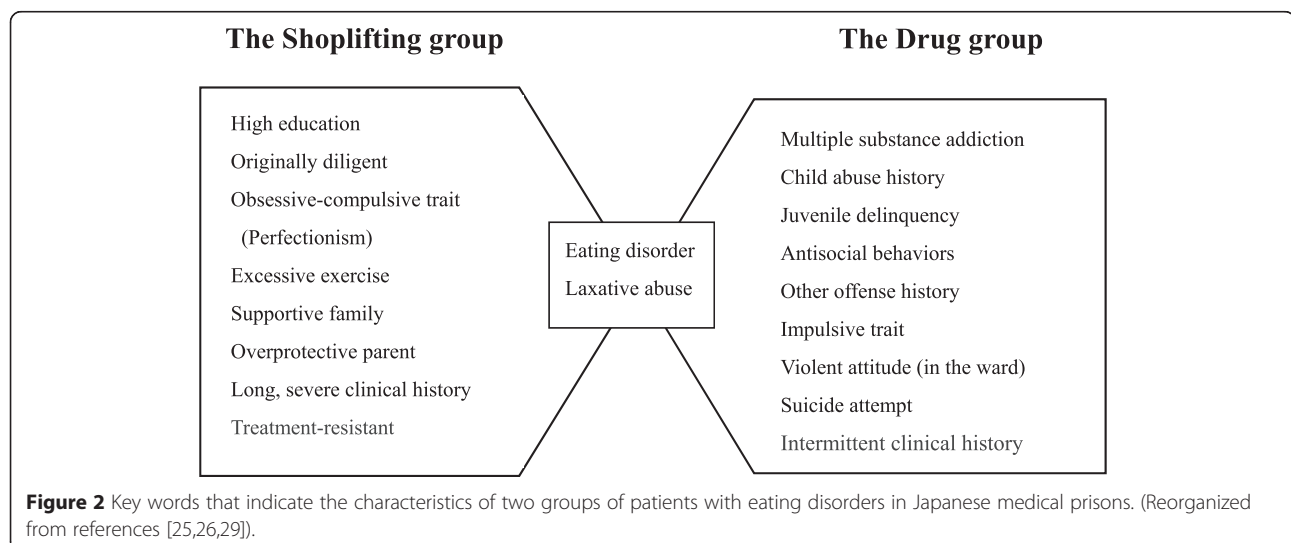 The Shoplifting group
The Drug group
High education
Originally diligent
Obsessive-compulsive trait
(Perfectionism)
Excessive exercise
Supportive family
Overprotective parent
Long, severe clinical history
Treatment-resistant
Eating disorder
Laxative abuse
Multiple substance addiction
Child abuse history
Juvenile delinquency
Antisocial behaviors
Other offense history
Impulsive trait
Violent attitude (in the ward)
Suicide attempt
Intermittent clinical history
Figure 2 Key words that indicate the characteristics of two groups of patients with eating disorders in Japanese medical prisons. (Reorganized
from references [25,26,29]).